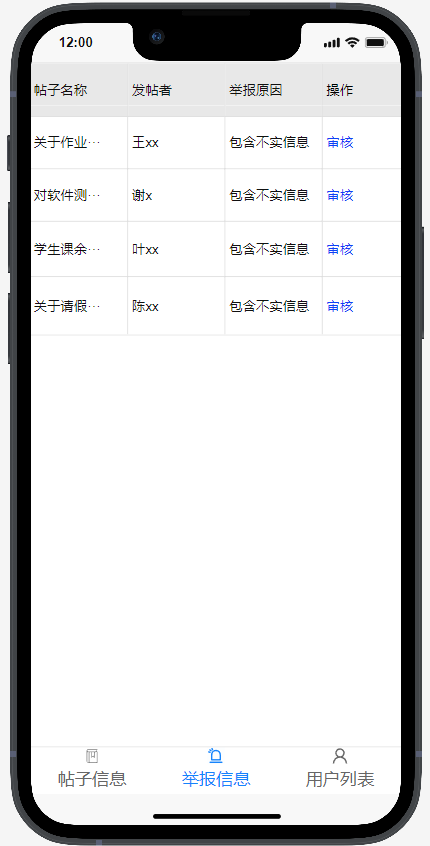 12:00
帖子名称 发帖者 举报原因 操作
关于作业··· 王xx 包含不实信息 审核
对软件测··· 谢x 包含不实信息 审核
学生课余··· 叶xx 包含不实信息 审核
关于请假··· 陈xx 包含不实信息 审核
帖子信息 举报信息 用户列表